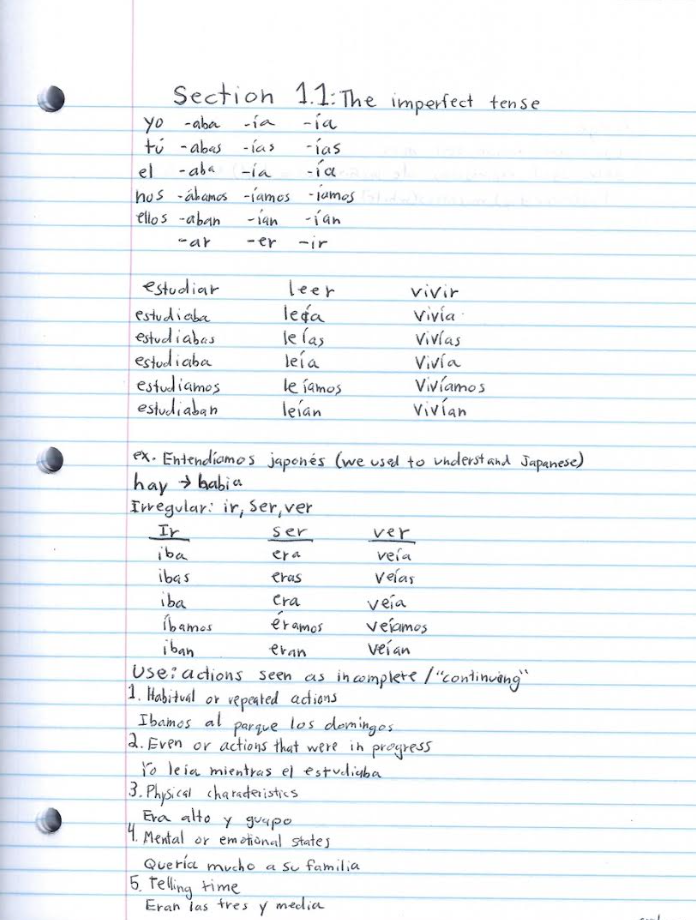 Section 1.1: The imperfect tense
yo -aba -ía -ía
tú -abas -ías -ías
el -aba -ía -ía
nos -ábamos -íamos -íamos
ellos -aban -ían -ían
-ar -er -ir
estudiar leer vivir
estudiaba leía vivía
estudiabas leías vivías
estudiaba leía vivía
estudiamos leíamos vivíamos
estudiaban leían vivían
ex. Entendíamos japonés (we used to understand Japanese)
hay → habia
Irregular: ir, ser, ver
Ir ser ver
iba era veía
ibas eras veías
iba era veía
íbamos éramos veíamos
iban eran veían
Use: actions seen as incomplete / "continuing"
1. Habitual or repeated actions
Ibamos al parque los domingos
2. Even or actions that were in progress
Yo leía mientras el estudiaba
3. Physical characteristics
Era alto y guapo
4. Mental or emotional states
Quería mucho a su familia
5. Telling time
Eran las tres y media